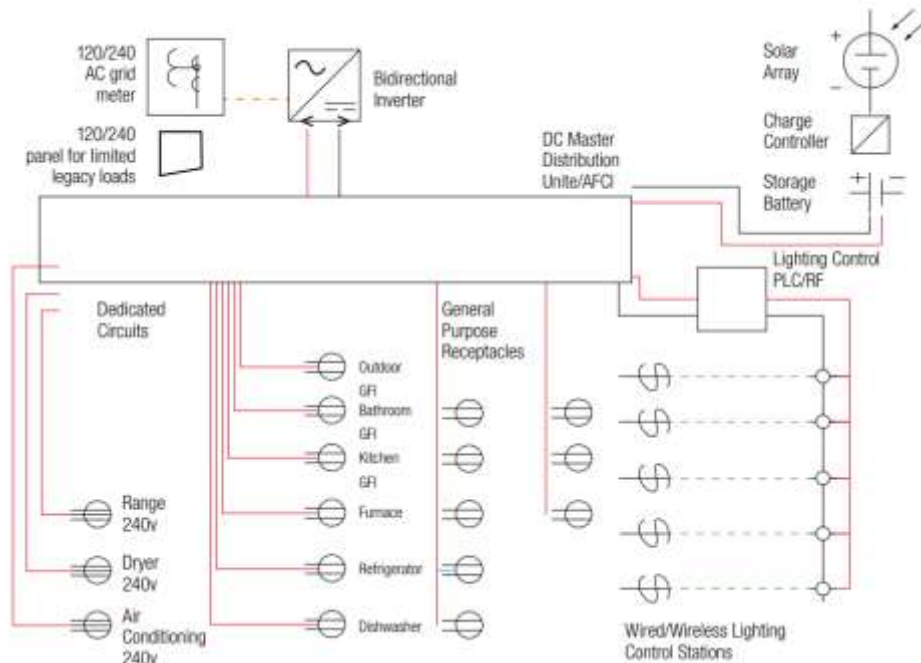 120/240
AC grid
meter
Bidirectional
Inverter
120/240
panel for limited
legacy loads
DC Master
Distribution
Unite/AFCI
+
−
Solar
Array
Charge
Controller
Storage
Battery
+ −
Lighting Control
PLC/RF
Dedicated
Circuits
General
Purpose
Receptacles
Outdoor
GFI
Bathroom
GFI
Kitchen
GFI
Furnace
Refrigerator
Dishwasher
Range
240v
Dryer
240v
Air
Conditioning
240v
Wired/Wireless Lighting
Control Stations